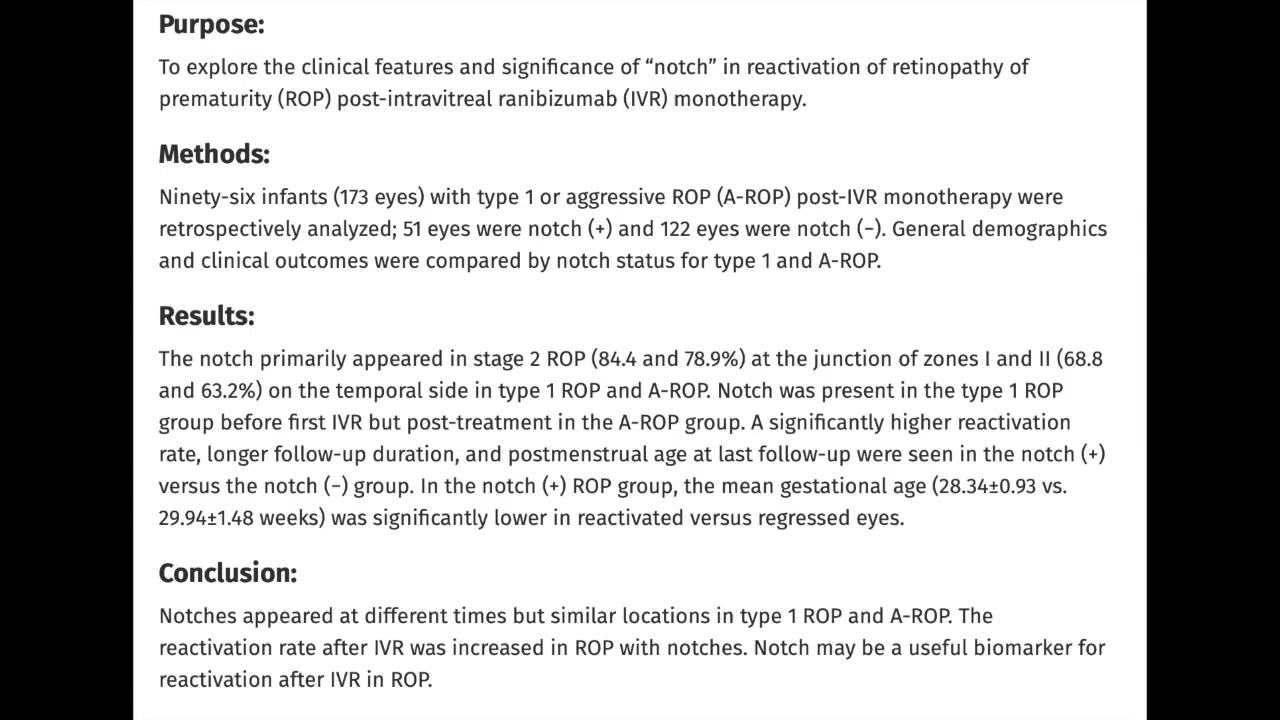 Purpose:
To explore the clinical features and significance of “notch” in reactivation of retinopathy of
prematurity (ROP) post-intravitreal ranibizumab (IVR) monotherapy.
Methods:
Ninety-six infants (173 eyes) with type 1 or aggressive ROP (A-ROP) post-IVR monotherapy were
retrospectively analyzed; 51 eyes were notch (+) and 122 eyes were notch (−). General demographics
and clinical outcomes were compared by notch status for type 1 and A-ROP.
Results:
The notch primarily appeared in stage 2 ROP (84.4 and 78.9%) at the junction of zones I and II (68.8
and 63.2%) on the temporal side in type 1 ROP and A-ROP. Notch was present in the type 1 ROP
group before first IVR but post-treatment in the A-ROP group. A significantly higher reactivation
rate, longer follow-up duration, and postmenstrual age at last follow-up were seen in the notch (+)
versus the notch (−) group. In the notch (+) ROP group, the mean gestational age (28.34±0.93 vs.
29.94±1.48 weeks) was significantly lower in reactivated versus regressed eyes.
Conclusion:
Notches appeared at different times but similar locations in type 1 ROP and A-ROP. The
reactivation rate after IVR was increased in ROP with notches. Notch may be a useful biomarker for
reactivation after IVR in ROP.